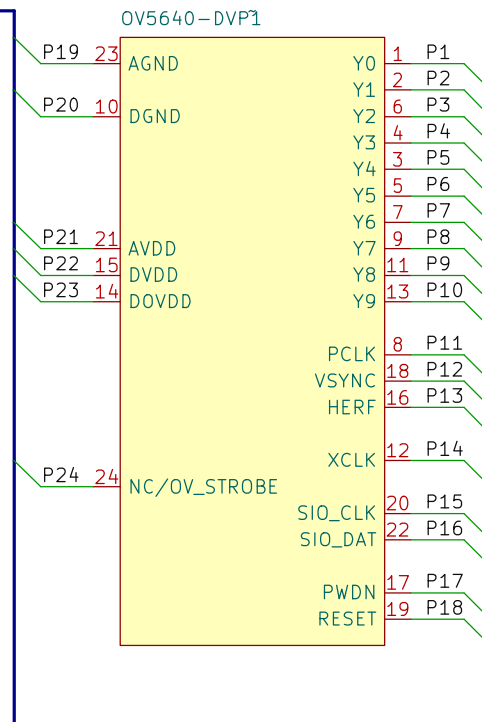 OV5640-DVP1
P19 23 AGND Y0 1 P1
Y1 2 P2
P20 10 DGND Y2 6 P3
Y3 4 P4
Y4 3 P5
Y5 5 P6
Y6 7 P7
P21 21 AVDD Y7 9 P8
P22 15 DVDD Y8 11 P9
P23 14 DOVDD Y9 13 P10
PCLK 8 P11
VSYNC 18 P12
HERF 16 P13
XCLK 12 P14
P24 24 NC/OV_STROBE
SIO_CLK 20 P15
SIO_DAT 22 P16
PWDN 17 P17
RESET 19 P18